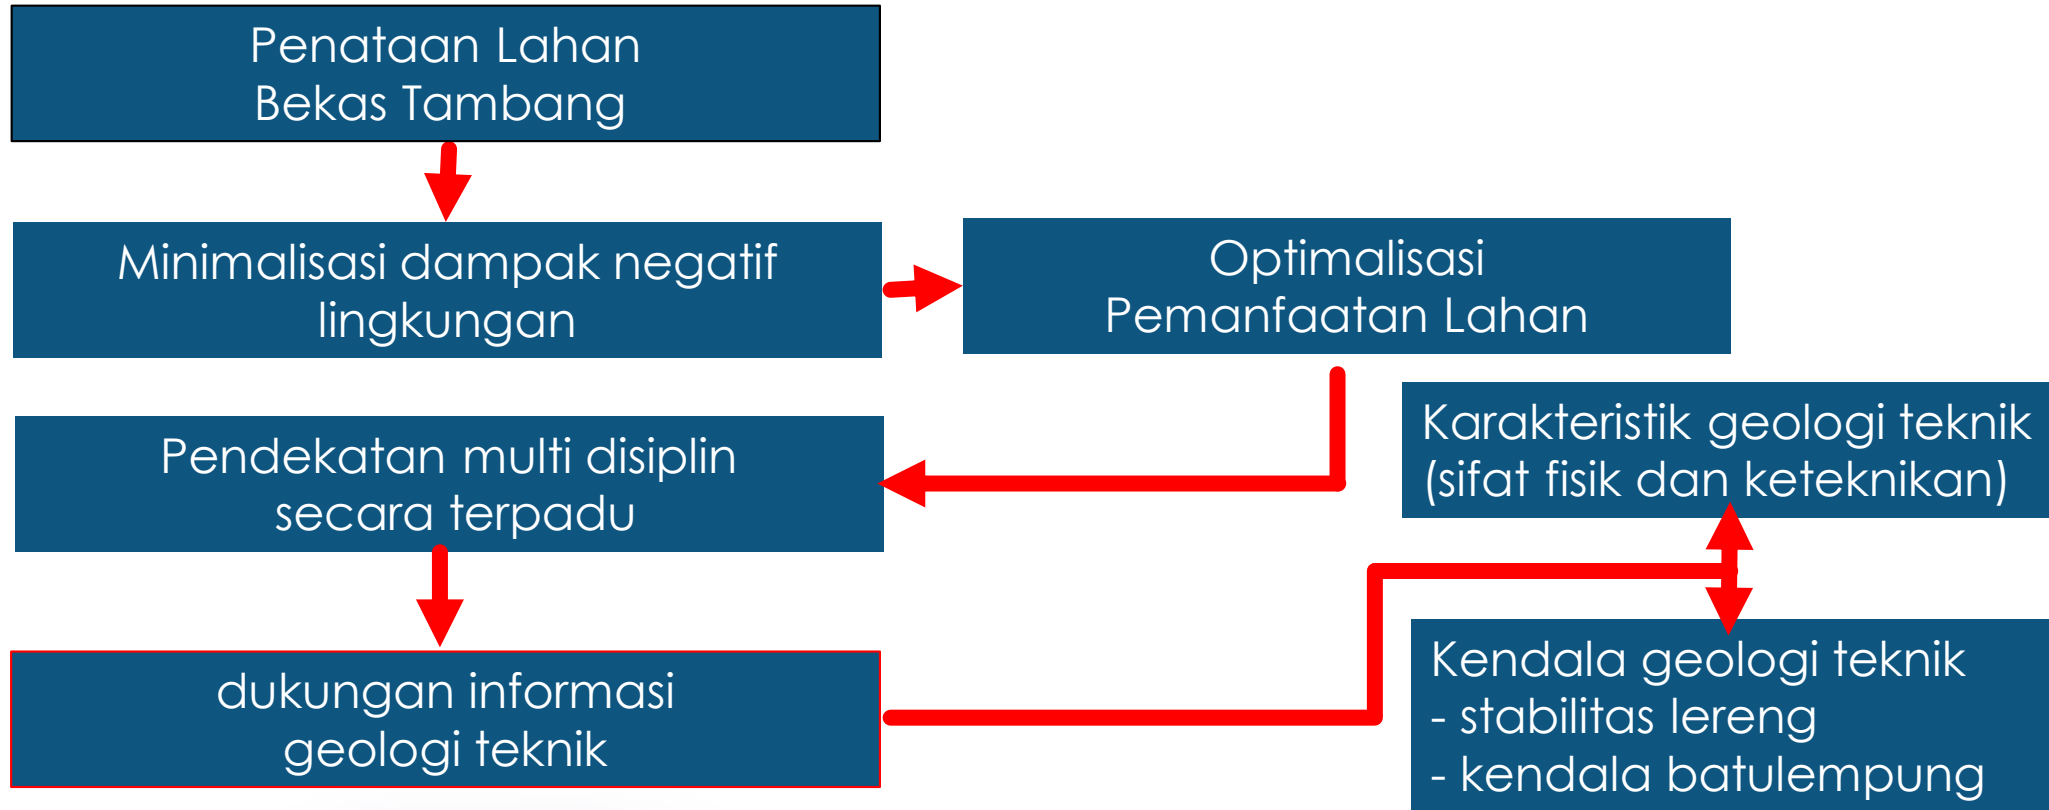 Penataan Lahan
Bekas Tambang
Minimalisasi dampak negatif
lingkungan
Optimalisasi
Pemanfaatan Lahan
Pendekatan multi disiplin
secara terpadu
Karakteristik geologi teknik
(sifat fisik dan keteknikan)
dukungan informasi
geologi teknik
Kendala geologi teknik
- stabilitas lereng
- kendala batulempung